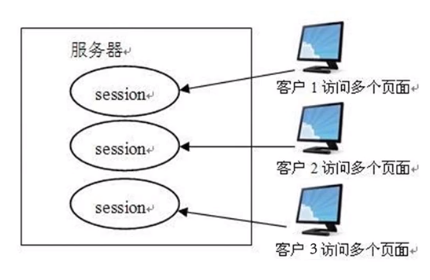 服务器
session
客户 1 访问多个页面
session
客户 2 访问多个页面
session
客户 3 访问多个页面